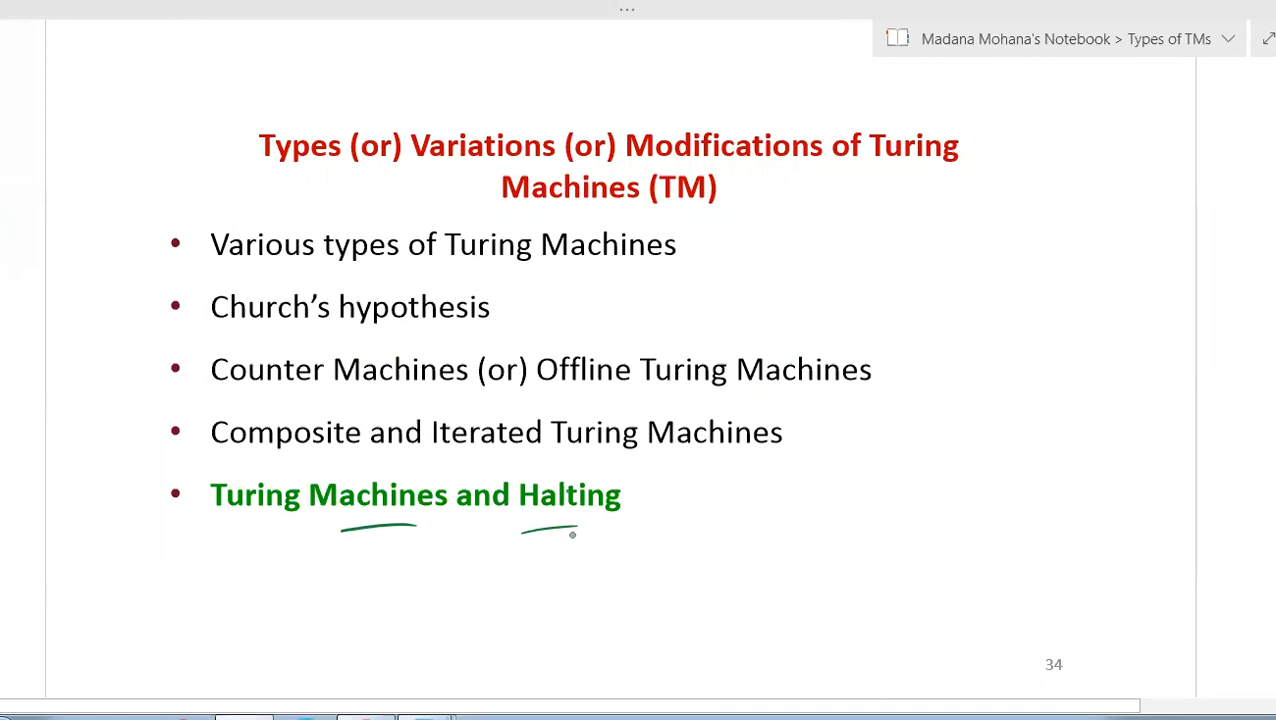 ...
Madana Mohana's Notebook > Types of TMs
Types (or) Variations (or) Modifications of Turing
Machines (TM)
• Various types of Turing Machines
• Church’s hypothesis
• Counter Machines (or) Offline Turing Machines
• Composite and Iterated Turing Machines
• Turing Machines and Halting
34